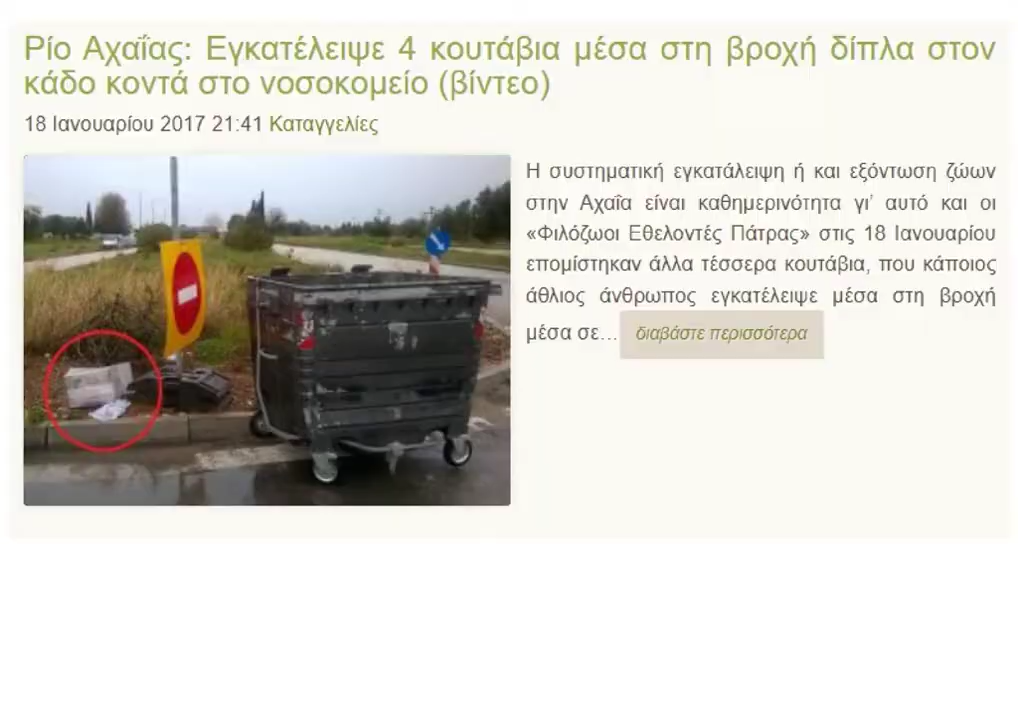 Ρίο Αχαΐας: Εγκατέλειψε 4 κουτάβια μέσα στη βροχή δίπλα στον
κάδο κοντά στο νοσοκομείο (βίντεο)
18 Ιανουαρίου 2017 21:41 Καταγγελίες
Η συστηματική εγκατάλειψη ή και εξόντωση ζώων
στην Αχαΐα είναι καθημερινότητα γι’ αυτό και οι
«Φιλόζωοι Εθελοντές Πάτρας» στις 18 Ιανουαρίου
επομίστηκαν άλλα τέσσερα κουτάβια, που κάποιος
άθλιος άνθρωπος εγκατέλειψε μέσα στη βροχή
μέσα σε… διαβάστε περισσότερα